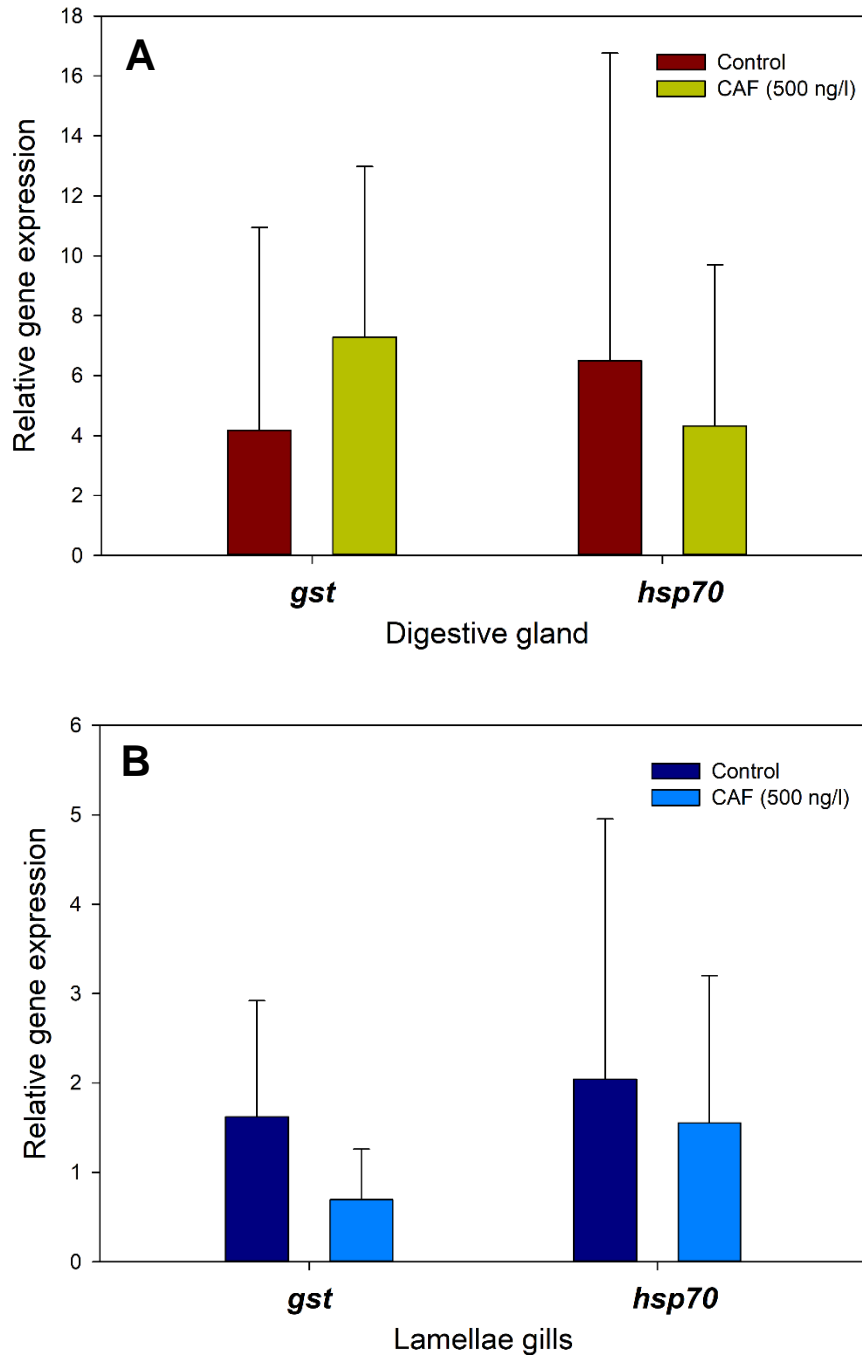 A
Control
CAF (500 ng/l)
Relative gene expression
18
16
14
12
10
8
6
4
2
0
gst hsp70
Digestive gland
B
Control
CAF (500 ng/l)
Relative gene expression
6
5
4
3
2
1
0
gst hsp70
Lamellae gills